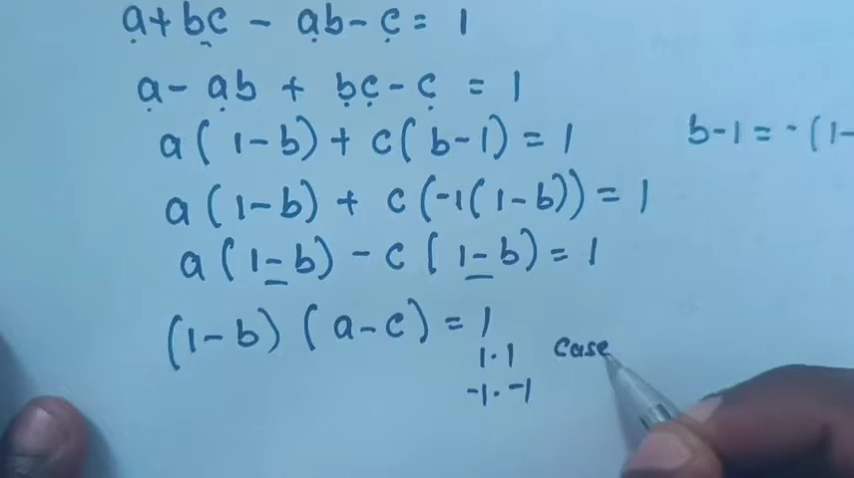 a+bc - ab-c = 1
a - ab + bc - c = 1
a(1-b) + c(b-1) = 1
b-1 = -(1-
a(1-b) + c(-1(1-b)) = 1
a(1-b) - c(1-b) = 1
(1-b)(a-c) = 1
1·1 Case
-1·-1